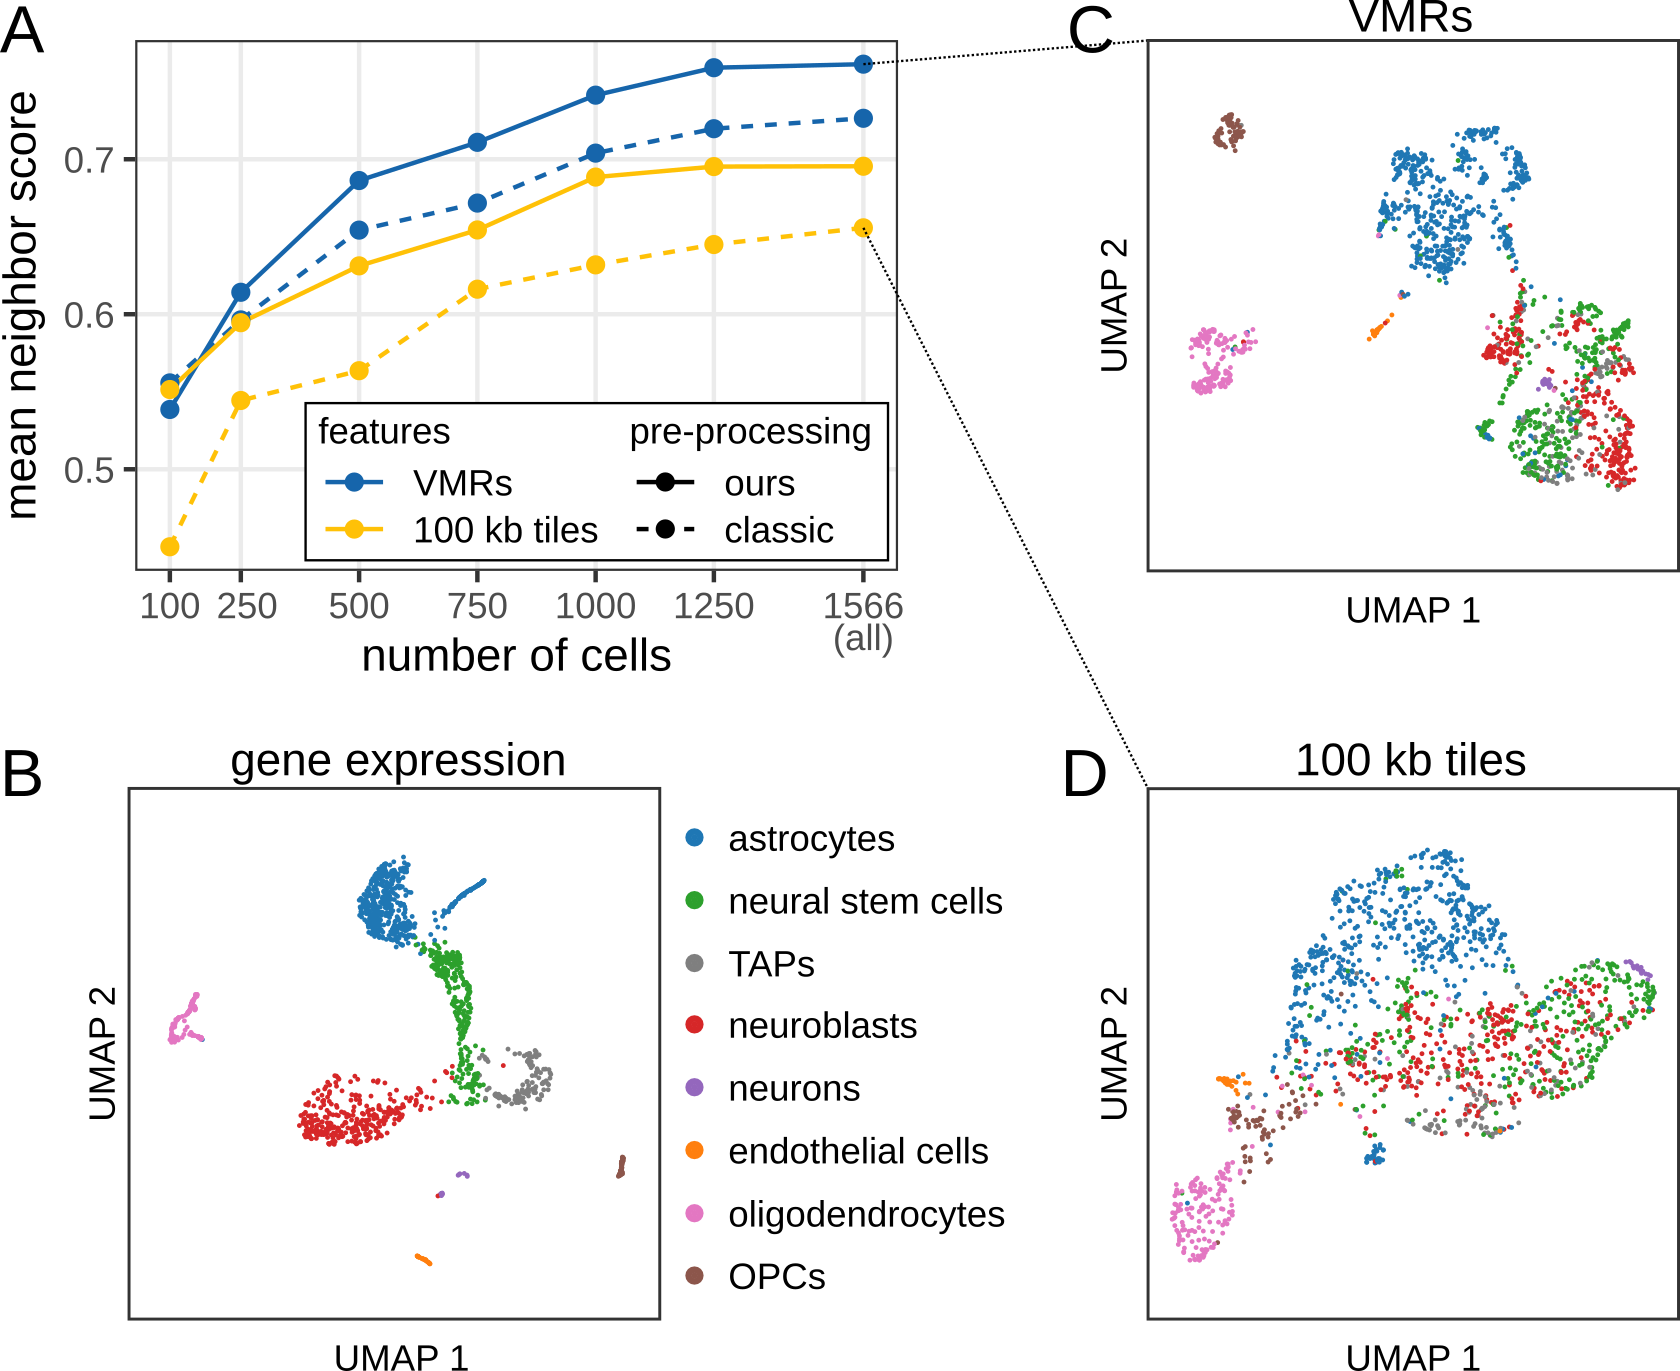 A
mean neighbor score
0.7
0.6
0.5
features
pre-processing
VMRs
ours
100 kb tiles
classic
100 250 500 750 1000 1250 1566
(all)
number of cells
C
VMRs
UMAP 2
UMAP 1
B
gene expression
UMAP 2
UMAP 1
astrocytes
neural stem cells
TAPs
neuroblasts
neurons
endothelial cells
oligodendrocytes
OPCs
D
100 kb tiles
UMAP 2
UMAP 1